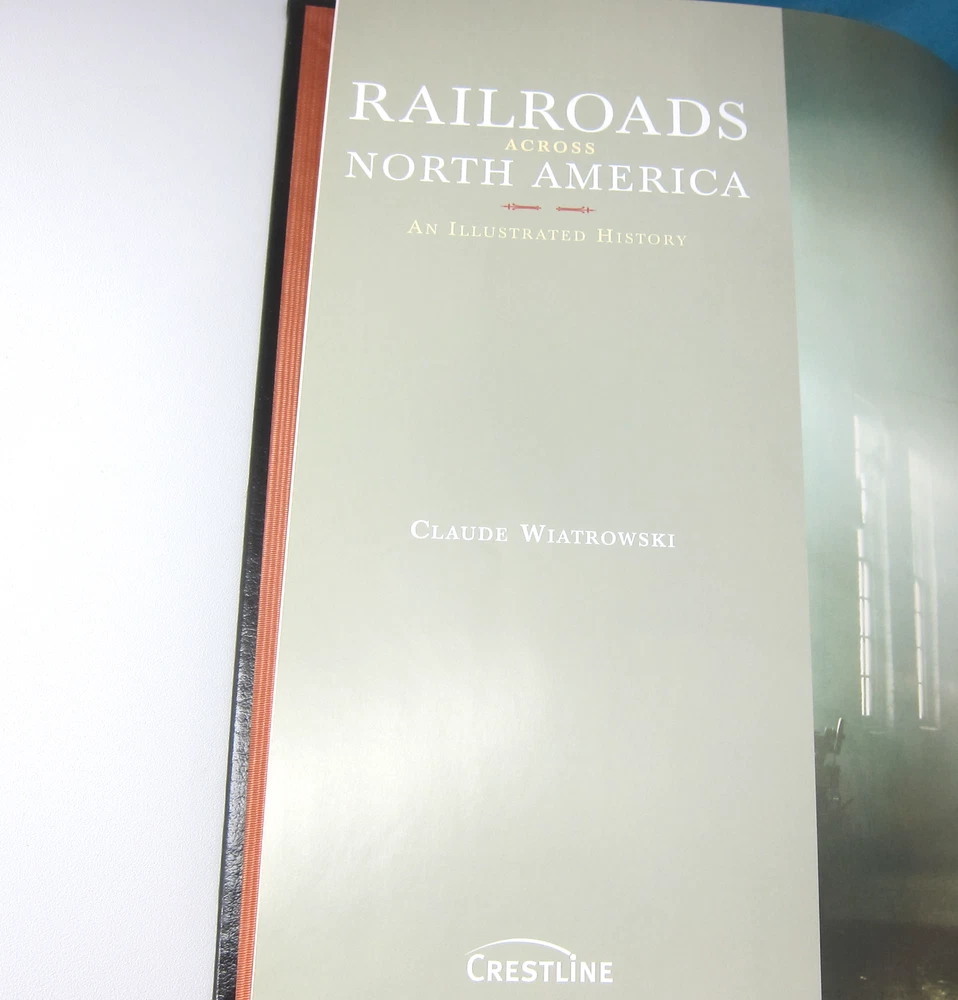 RAILROADS
ACROSS
NORTH AMERICA
AN ILLUSTRATED HISTORY
CLAUDE WIATROWSKI
CRESTLINE